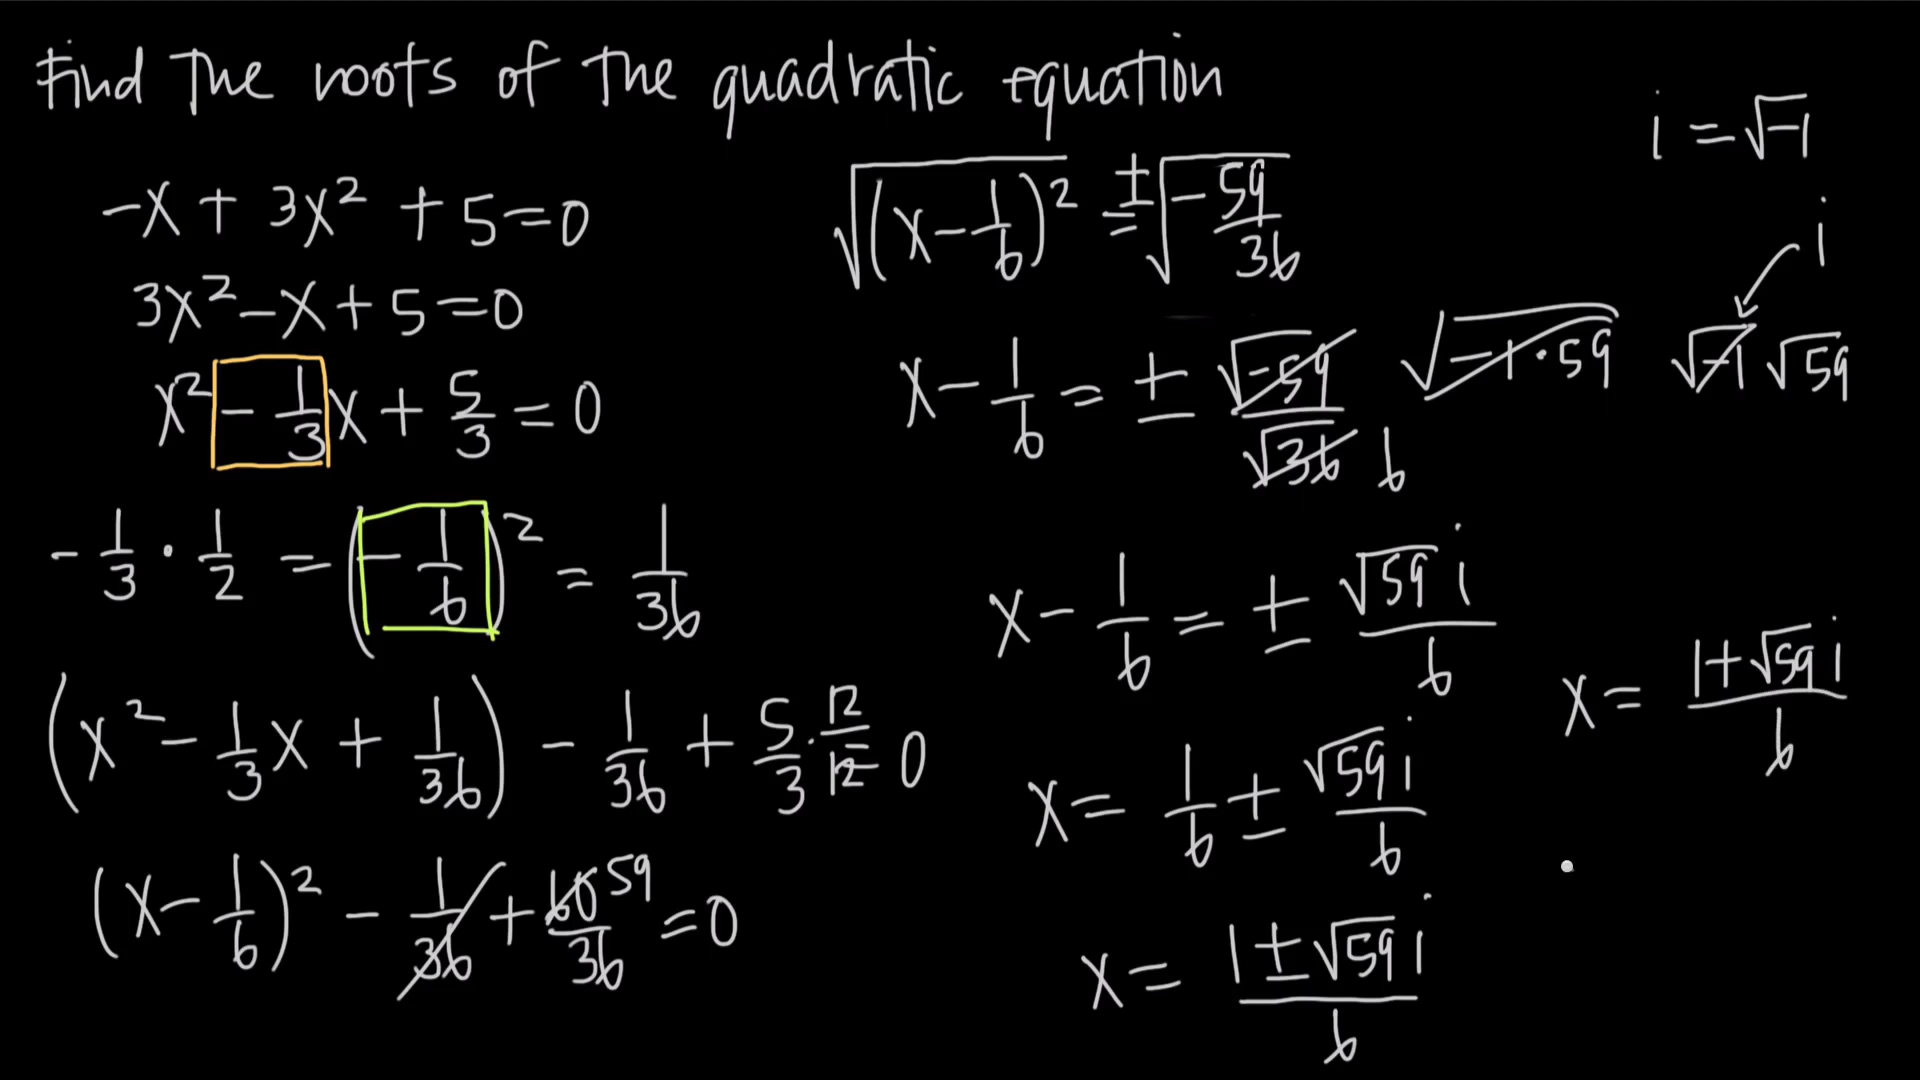 Find The roots of the quadratic equation
-x + 3x² + 5 = 0
3x² - x + 5 = 0
x² - 1/3 x + 5/3 = 0
- 1/3 · 1/2 = (- 1/6)² = 1/36
(x² - 1/3 x + 1/36) - 1/36 + 5/3 · 12/12 = 0
(x - 1/6)² - 1/36 + 60/36 59 = 0
√(x - 1/6)² = ±√(- 59/36)
x - 1/6 = ± √-59/√36 6 √-1·59 √-1 √59
x - 1/6 = ± √59 i/6
x = 1/6 ± √59 i/6
x = (1 ± √59 i)/6
i = √-1
i
x = (1 + √59 i)/6